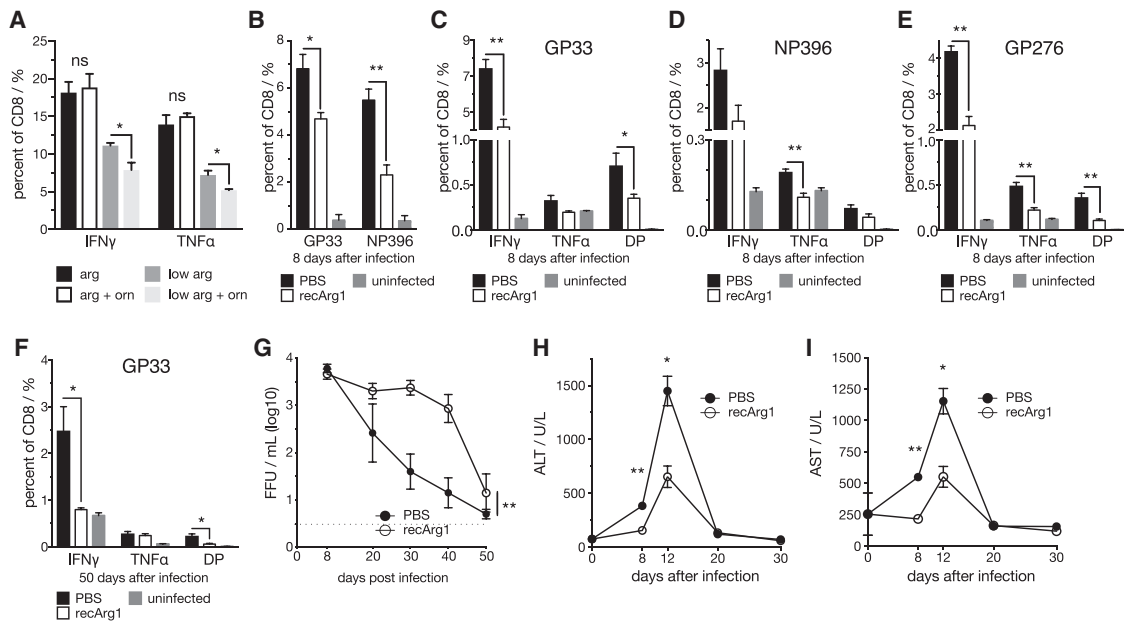 A
percent of CD8 / %
25
20
15
10
5
0
ns
*
ns
*
IFNγ
TNFα
arg
low arg
arg + orn
low arg + orn
B
percent of CD8 / %
8
6
4
2
0
*
**
GP33
NP396
8 days after infection
PBS
uninfected
recArg1
C
GP33
percent of CD8 / %
9
8
7
6
5
4
1.0
0.5
0.0
**
*
IFNγ
TNFα
DP
8 days after infection
PBS
uninfected
recArg1
D
NP396
percent of CD8 / %
3
2
1.0
0.5
0.0
**
IFNγ
TNFα
DP
8 days after infection
PBS
uninfected
recArg1
E
GP276
percent of CD8 / %
4
3
2
1.0
0.5
0.0
**
**
**
IFNγ
TNFα
DP
8 days after infection
PBS
uninfected
recArg1
F
GP33
percent of CD8 / %
4
3
2
1
0
*
*
IFNγ
TNFα
DP
50 days after infection
PBS
uninfected
recArg1
G
FFU / mL (log10)
4
3
2
1
0
PBS
recArg1
**
0
8
20
30
40
50
days post infection
H
ALT / U/L
1500
1000
500
0
**
*
PBS
recArg1
0
8
12
20
30
days after infection
I
AST / U/L
1500
1250
1000
750
500
250
0
**
*
PBS
recArg1
0
8
12
20
30
days after infection